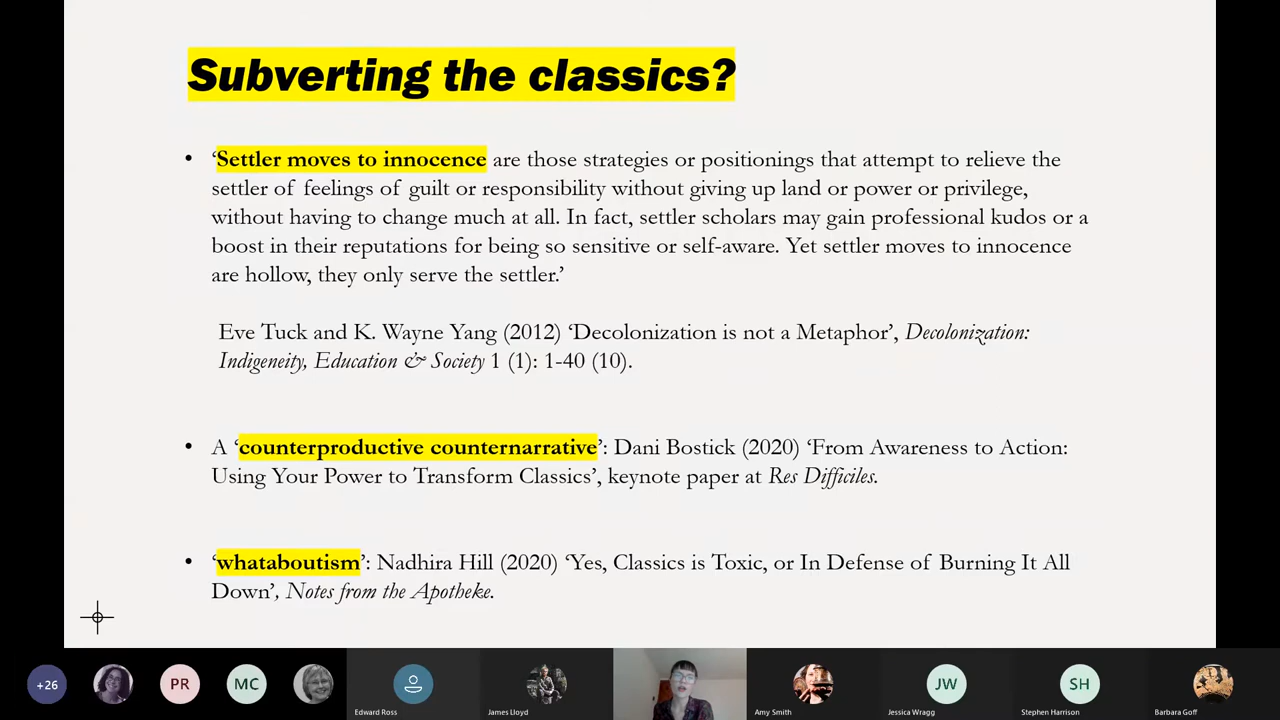 Subverting the classics?
• ‘Settler moves to innocence are those strategies or positionings that attempt to relieve the
settler of feelings of guilt or responsibility without giving up land or power or privilege,
without having to change much at all. In fact, settler scholars may gain professional kudos or a
boost in their reputations for being so sensitive or self-aware. Yet settler moves to innocence
are hollow, they only serve the settler.’
Eve Tuck and K. Wayne Yang (2012) ‘Decolonization is not a Metaphor’, Decolonization:
Indigeneity, Education & Society 1 (1): 1-40 (10).
• A ‘counterproductive counternarrative’: Dani Bostick (2020) ‘From Awareness to Action:
Using Your Power to Transform Classics’, keynote paper at Res Difficiles.
• ‘whataboutism’: Nadhira Hill (2020) ‘Yes, Classics is Toxic, or In Defense of Burning It All
Down’, Notes from the Apotheke.
+26 PR MC JW SH
Edward Ross James Lloyd Amy Smith Jessica Wragg Stephen Harrison Barbara Goff